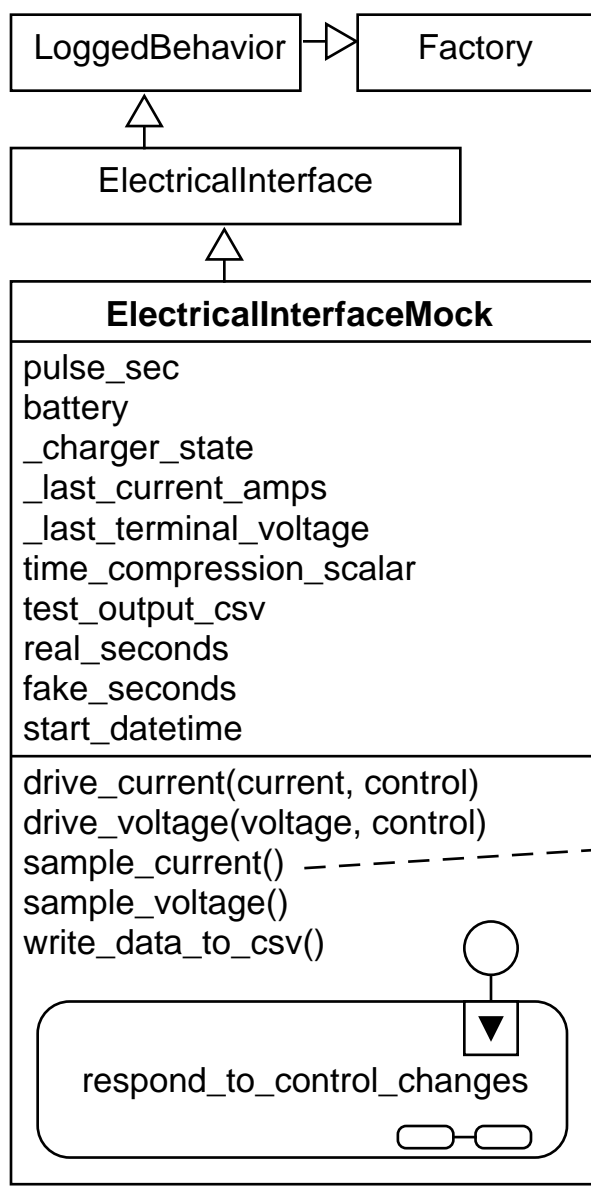 LoggedBehavior
Factory
ElectricalInterface
ElectricalInterfaceMock
pulse_sec
battery
_charger_state
_last_current_amps
_last_terminal_voltage
time_compression_scalar
test_output_csv
real_seconds
fake_seconds
start_datetime
drive_current(current, control)
drive_voltage(voltage, control)
sample_current()
sample_voltage()
write_data_to_csv()
respond_to_control_changes